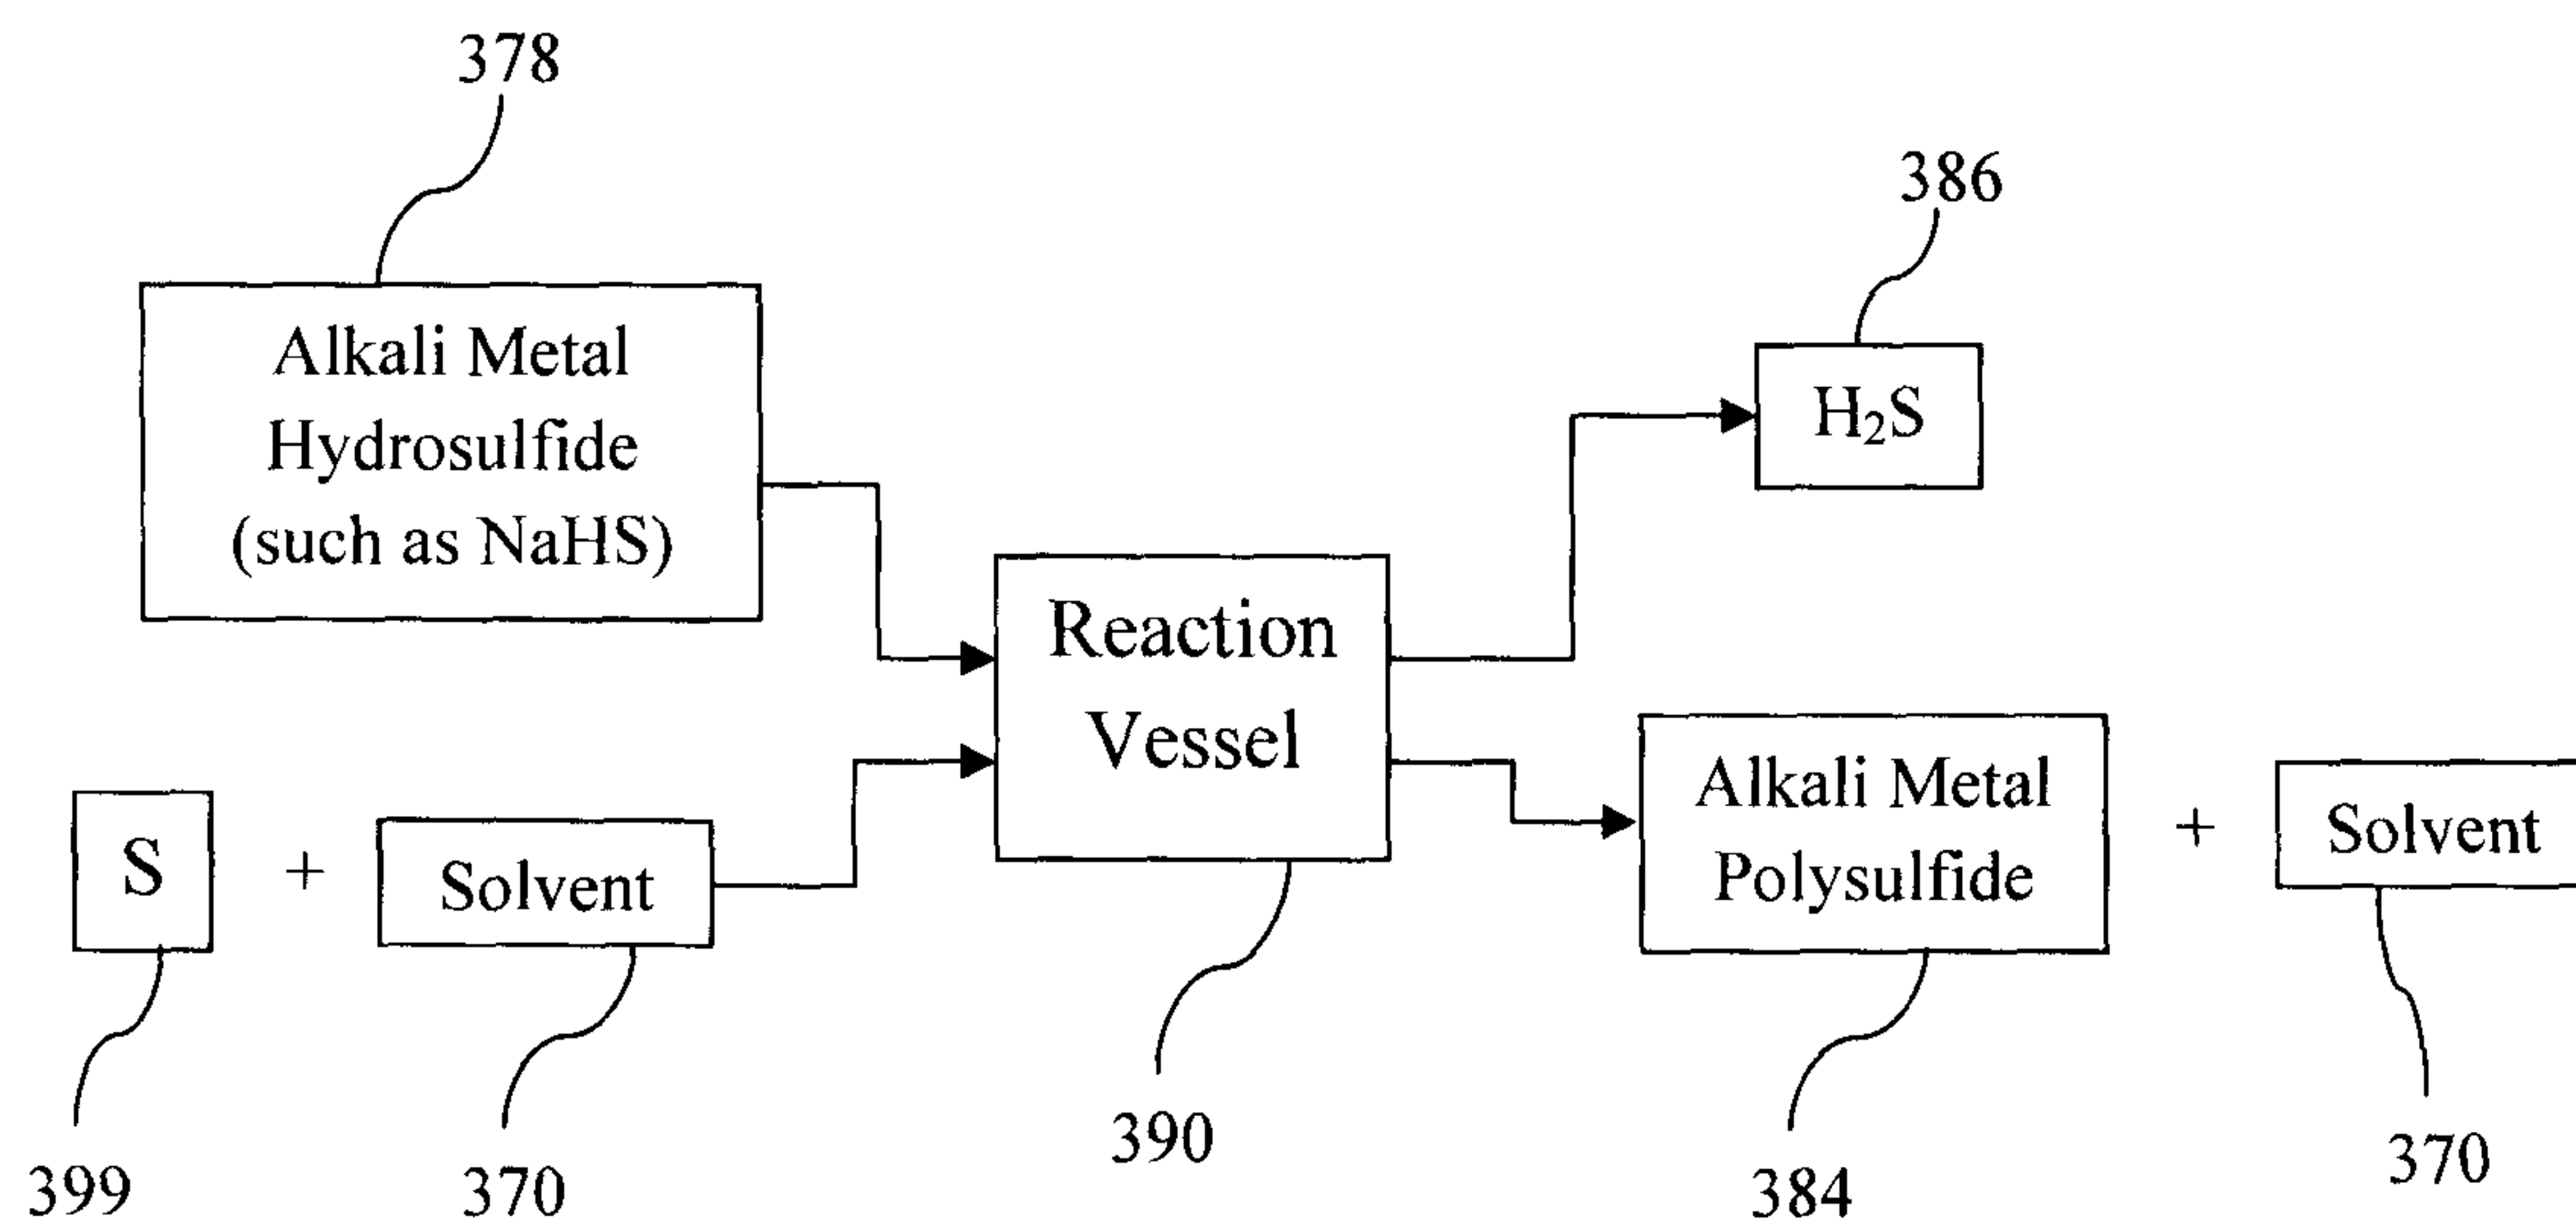 378
386
Alkali Metal
Hydrosulfide
(such as NaHS)
H₂S
Reaction
Vessel
S
+
Solvent
Alkali Metal
Polysulfide
+
Solvent
399
370
390
384
370